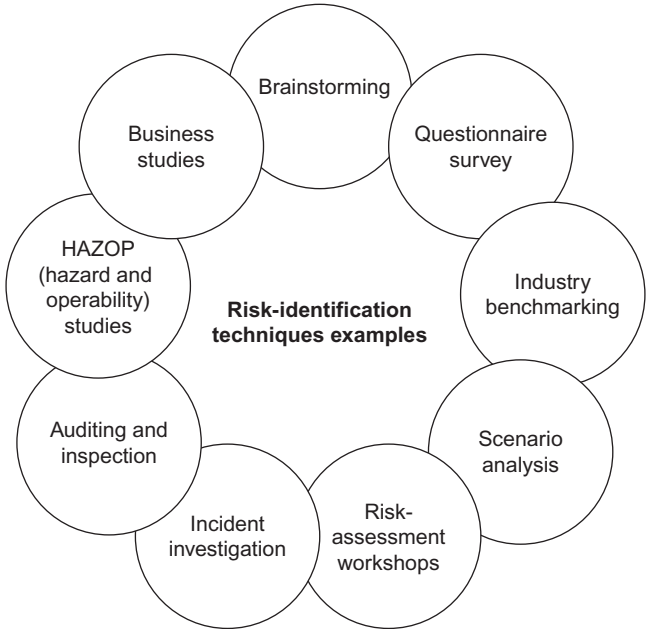 Brainstorming
Questionnaire
survey
Industry
benchmarking
Scenario
analysis
Risk-
assessment
workshops
Incident
investigation
Auditing and
inspection
HAZOP
(hazard and
operability)
studies
Business
studies
Risk-identification
techniques examples